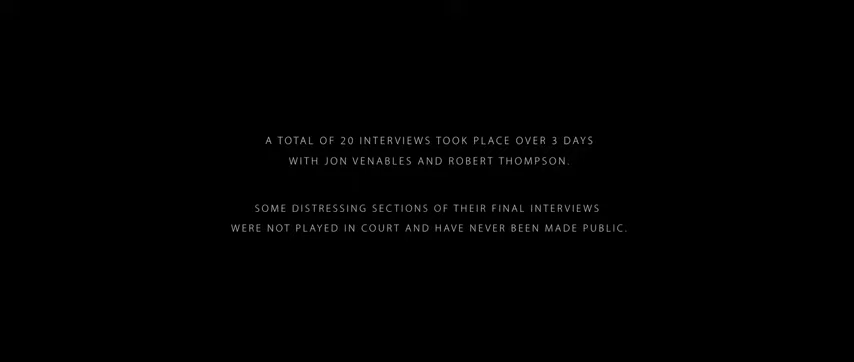 A TOTAL OF 20 INTERVIEWS TOOK PLACE OVER 3 DAYS
WITH JON VENABLES AND ROBERT THOMPSON.
SOME DISTRESSING SECTIONS OF THEIR FINAL INTERVIEWS
WERE NOT PLAYED IN COURT AND HAVE NEVER BEEN MADE PUBLIC.